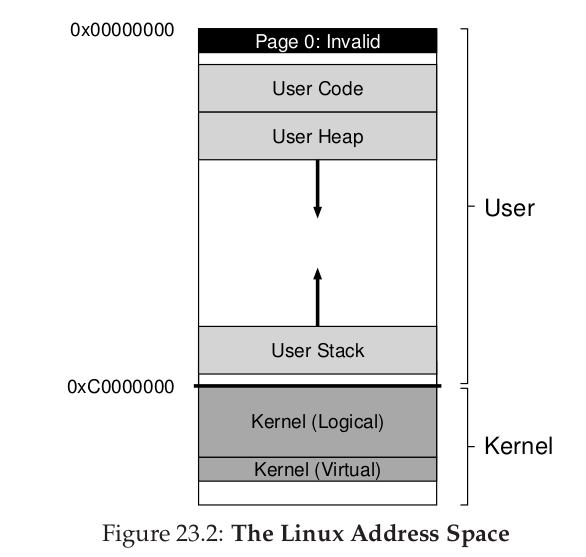 0x00000000
Page 0: Invalid
User Code
User Heap
User
User Stack
0xC0000000
Kernel (Logical)
Kernel
Kernel (Virtual)
Figure 23.2: The Linux Address Space